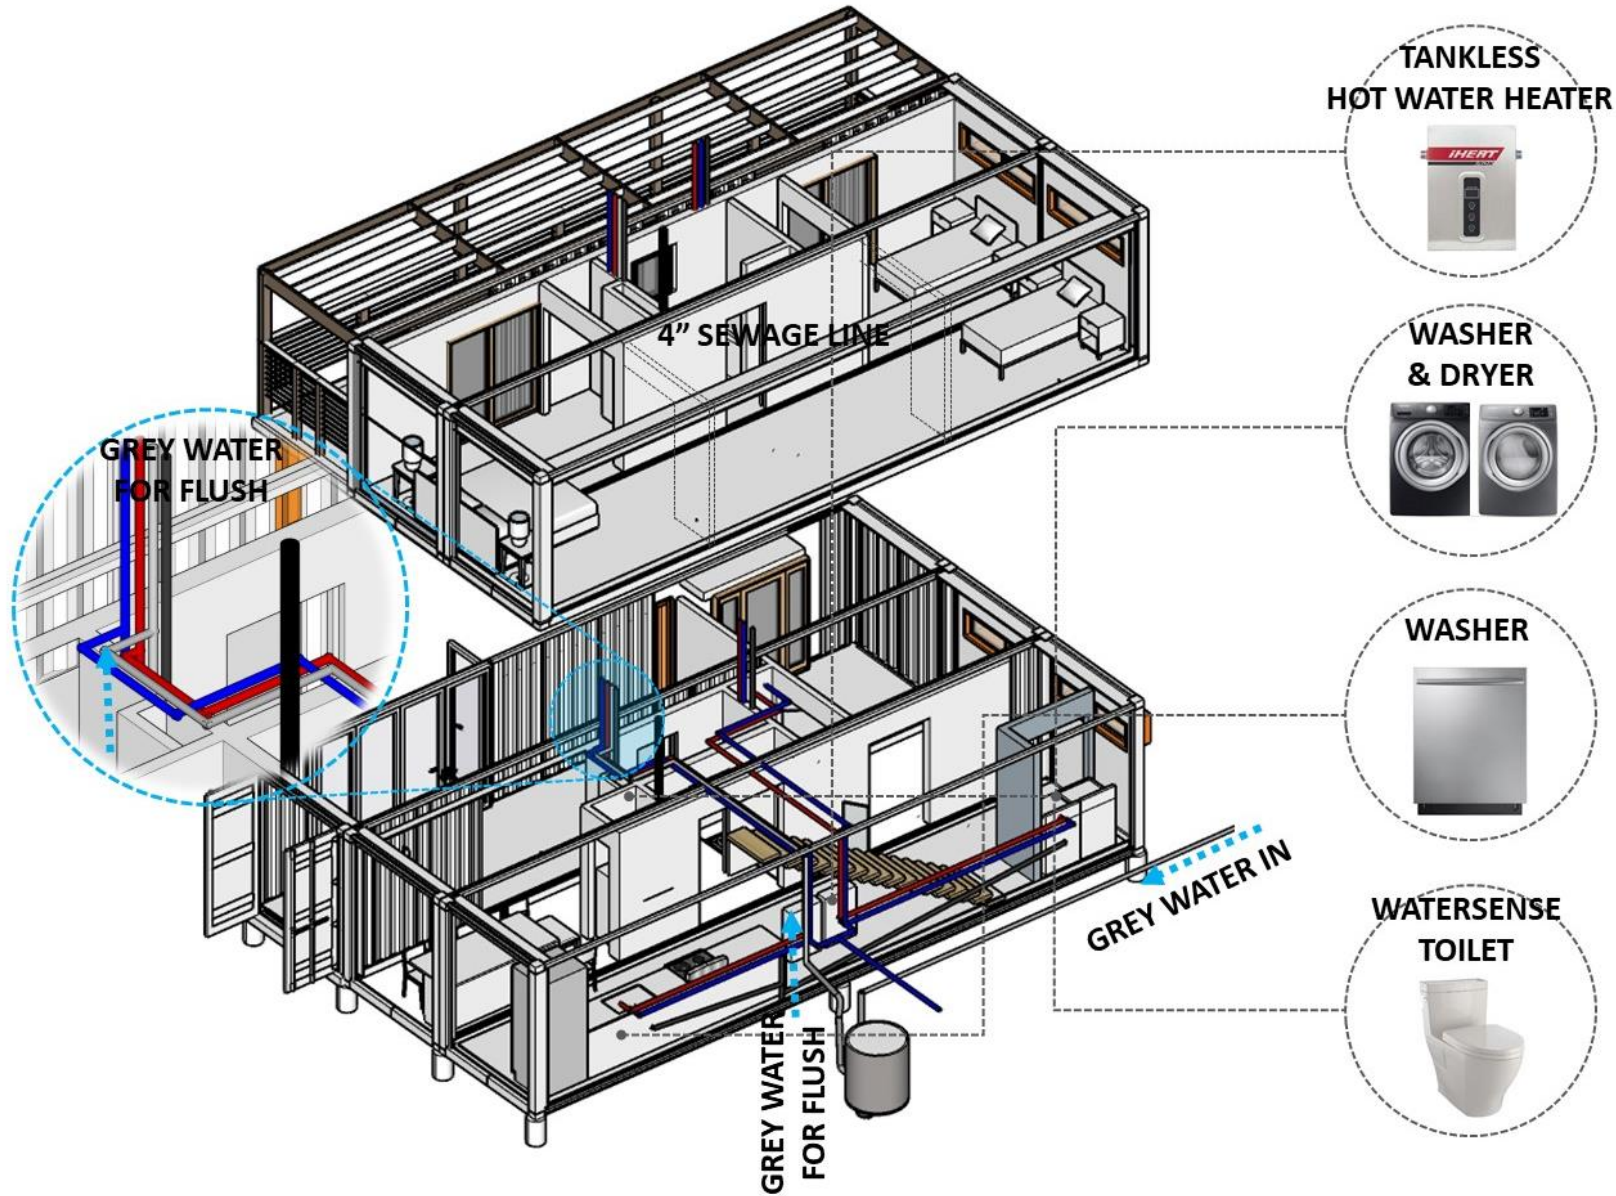 TANKLESS
HOT WATER HEATER
IHEAT
WASHER
& DRYER
4” SEWAGE LINE
GREY WATER
FOR FLUSH
WASHER
GREY WATER IN
WATERSENSE
TOILET
GREY WATER
FOR FLUSH